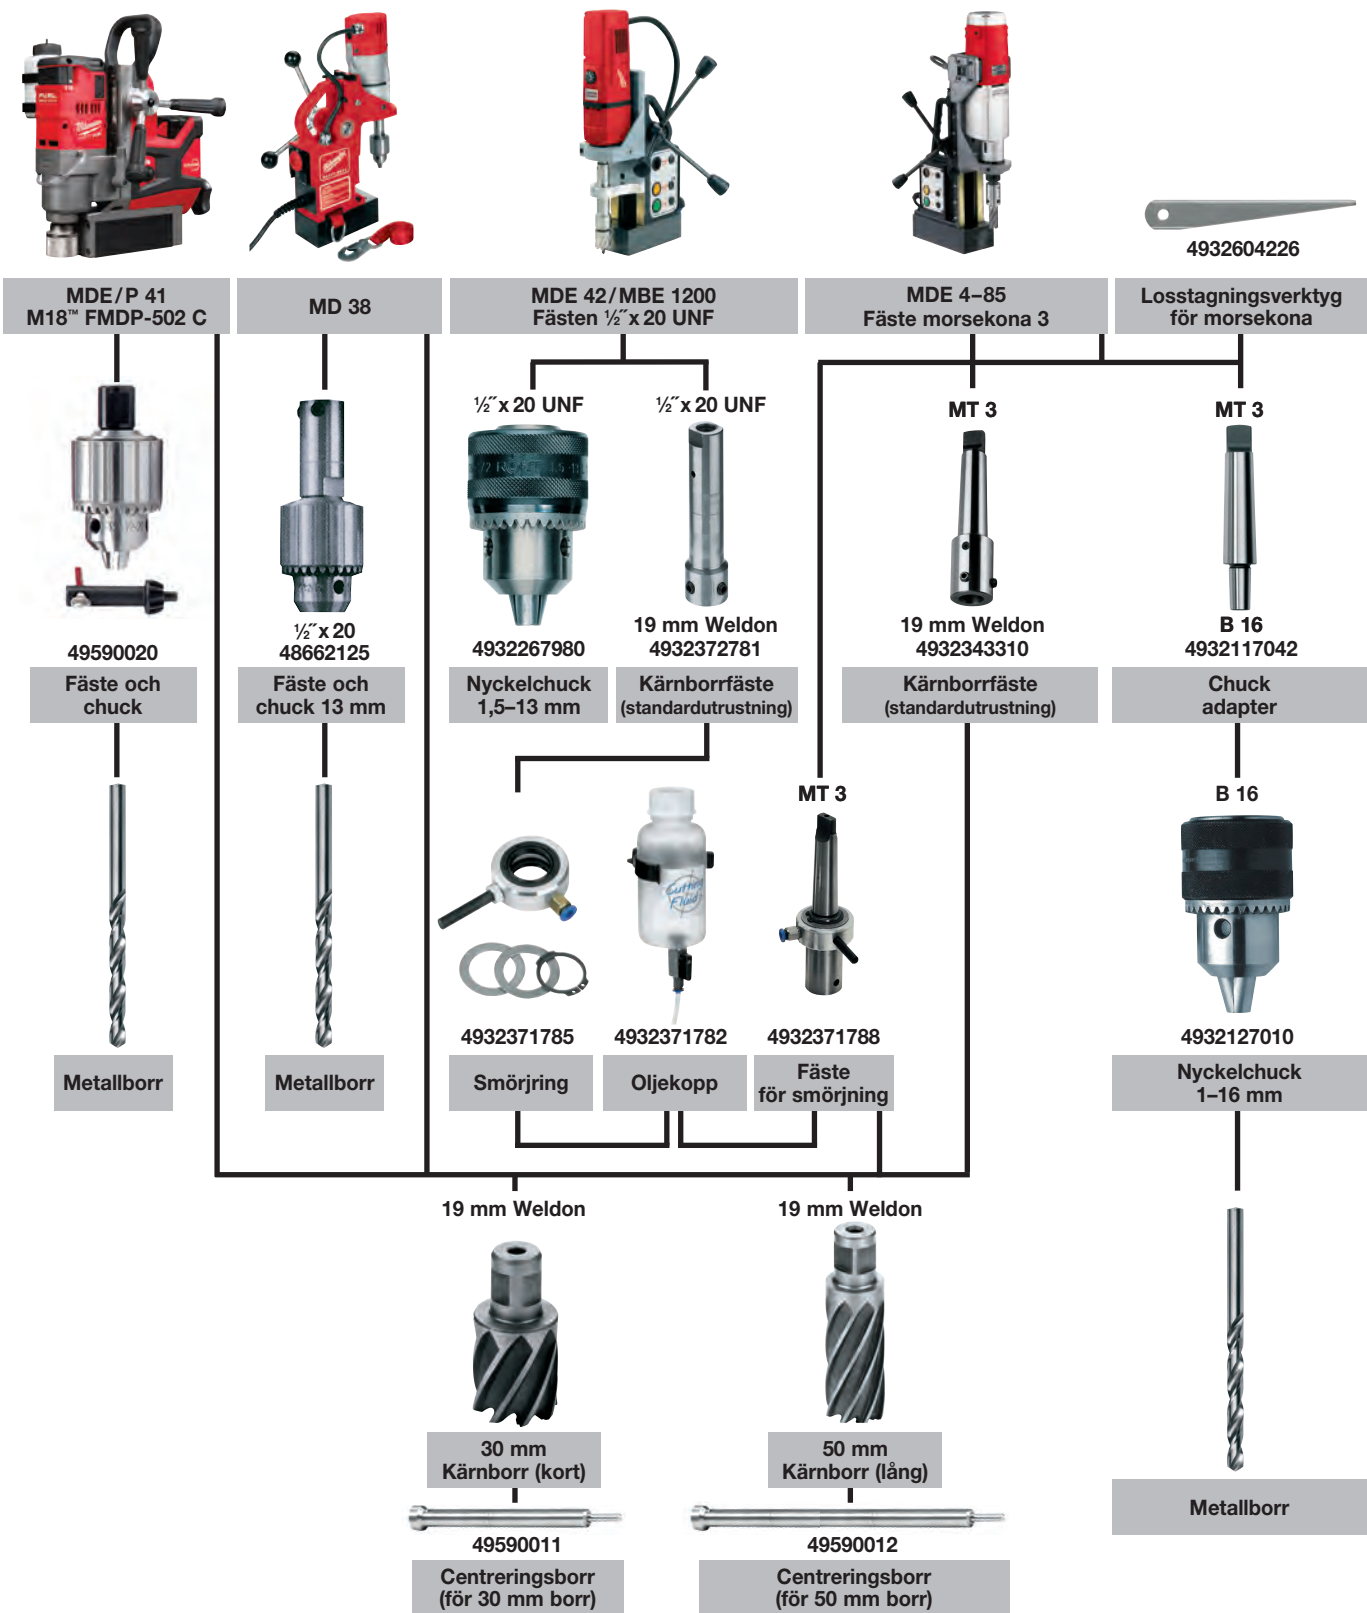 4932604226
MDE/P 41
M18™ FMDP-502 C
MD 38
MDE 42/MBE 1200
Fästen ½˝x 20 UNF
MDE 4–85
Fäste morsekona 3
Losstagningsverktyg
för morsekona
½˝x 20 UNF
½˝x 20 UNF
MT 3
MT 3
49590020
Fäste och
chuck
½˝x 20
48662125
Fäste och
chuck 13 mm
4932267980
Nyckelchuck
1,5–13 mm
19 mm Weldon
4932372781
Kärnborrfäste
(standardutrustning)
19 mm Weldon
4932343310
Kärnborrfäste
(standardutrustning)
B 16
4932117042
Chuck
adapter
MT 3
B 16
Cutting
Fluid
4932371785
Smörjring
4932371782
Oljekopp
4932371788
Fäste
för smörjning
4932127010
Nyckelchuck
1–16 mm
Metallborr
Metallborr
19 mm Weldon
19 mm Weldon
30 mm
Kärnborr (kort)
50 mm
Kärnborr (lång)
Metallborr
49590011
Centreringsborr
(för 30 mm borr)
49590012
Centreringsborr
(för 50 mm borr)